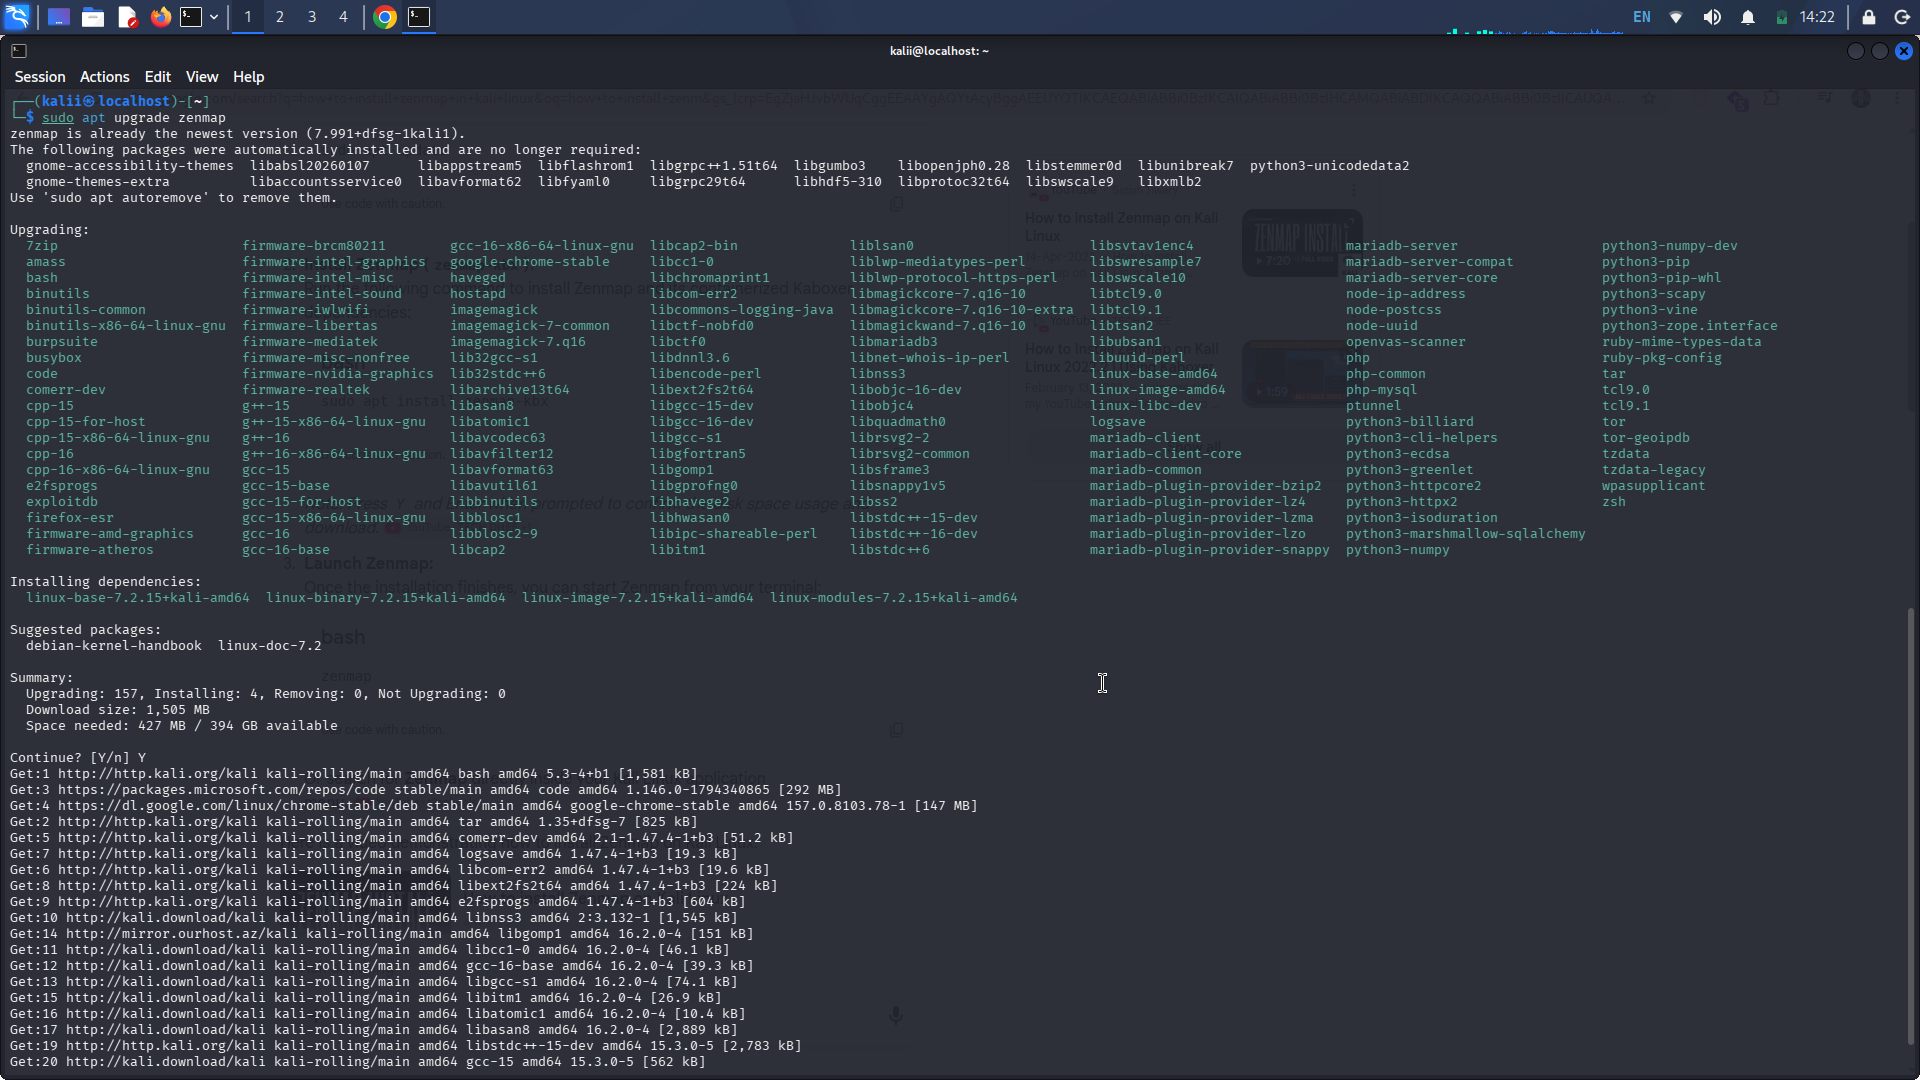 1 2 3 4 EN 14:22
kalii@localhost: ~
Session Actions Edit View Help
┌──(kalii㉿localhost)-[~]
└─$ sudo apt upgrade zenmap
zenmap is already the newest version (7.991+dfsg-1kali1).
The following packages were automatically installed and are no longer required:
gnome-accessibility-themes libabsl20260107 libappstream5 libflashrom1 libgrpc++1.51t64 libgumbo3 libopenjph0.28 libstemmer0d libunibreak7 python3-unicodedata2
gnome-themes-extra libaccountsservice0 libavformat62 libfyaml0 libgrpc29t64 libhdf5-310 libprotoc32t64 libswscale9 libxmlb2
Use 'sudo apt autoremove' to remove them.
Upgrading:
7zip firmware-brcm80211 gcc-16-x86-64-linux-gnu libcap2-bin liblsan0 libsvtav1enc4 mariadb-server python3-numpy-dev
amass firmware-intel-graphics google-chrome-stable libcc1-0 liblwp-mediatypes-perl libswresample7 mariadb-server-compat python3-pip
bash firmware-intel-misc haveged libchromaprint1 liblwp-protocol-https-perl libswscale10 mariadb-server-core python3-pip-whl
binutils firmware-intel-sound hostapd libcom-err2 libmagickcore-7.q16-10 libtcl9.0 node-ip-address python3-scapy
binutils-common firmware-iwlwifi imagemagick libcommons-logging-java libmagickcore-7.q16-10-extra libtcl9.1 node-postcss python3-vine
binutils-x86-64-linux-gnu firmware-libertas imagemagick-7-common libctf-nobfd0 libmagickwand-7.q16-10 libtsan2 node-uuid python3-zope.interface
burpsuite firmware-mediatek imagemagick-7.q16 libctf0 libmariadb3 libubsan1 openvas-scanner ruby-mime-types-data
busybox firmware-misc-nonfree lib32gcc-s1 libdnnl3.6 libnet-whois-ip-perl libuuid-perl php ruby-pkg-config
code firmware-nvidia-graphics lib32stdc++6 libencode-perl libnss3 linux-base-amd64 php-common tar
comerr-dev firmware-realtek libarchive13t64 libext2fs2t64 libobjc-16-dev linux-image-amd64 php-mysql tcl9.0
cpp-15 g++-15 libasan8 libgcc-15-dev libobjc4 linux-libc-dev ptunnel tcl9.1
cpp-15-for-host g++-15-x86-64-linux-gnu libatomic1 libgcc-16-dev libquadmath0 logsave python3-billiard tor
cpp-15-x86-64-linux-gnu g++-16 libavcodec63 libgcc-s1 librsvg2-2 mariadb-client python3-cli-helpers tor-geoipdb
cpp-16 g++-16-x86-64-linux-gnu libavfilter12 libgfortran5 librsvg2-common mariadb-client-core python3-ecdsa tzdata
cpp-16-x86-64-linux-gnu gcc-15 libavformat63 libgomp1 libsframe3 mariadb-common python3-greenlet tzdata-legacy
e2fsprogs gcc-15-base libavutil61 libgprofng0 libsnappy1v5 mariadb-plugin-provider-bzip2 python3-httpcore2 wpasupplicant
exploitdb gcc-15-for-host libbinutils libhavege2 libss2 mariadb-plugin-provider-lz4 python3-httpx2 zsh
firefox-esr gcc-15-x86-64-linux-gnu libblosc1 libhwasan0 libstdc++-15-dev mariadb-plugin-provider-lzma python3-isoduration
firmware-amd-graphics gcc-16 libblosc2-9 libipc-shareable-perl libstdc++-16-dev mariadb-plugin-provider-lzo python3-marshmallow-sqlalchemy
firmware-atheros gcc-16-base libcap2 libitm1 libstdc++6 mariadb-plugin-provider-snappy python3-numpy
Installing dependencies:
linux-base-7.2.15+kali-amd64 linux-binary-7.2.15+kali-amd64 linux-image-7.2.15+kali-amd64 linux-modules-7.2.15+kali-amd64
Suggested packages:
debian-kernel-handbook linux-doc-7.2
Summary:
Upgrading: 157, Installing: 4, Removing: 0, Not Upgrading: 0
Download size: 1,505 MB
Space needed: 427 MB / 394 GB available
Continue? [Y/n] Y
Get:1 http://http.kali.org/kali kali-rolling/main amd64 bash amd64 5.3-4+b1 [1,581 kB]
Get:3 https://packages.microsoft.com/repos/code stable/main amd64 code amd64 1.146.0-1794340865 [292 MB]
Get:4 https://dl.google.com/linux/chrome-stable/deb stable/main amd64 google-chrome-stable amd64 157.0.8103.78-1 [147 MB]
Get:2 http://http.kali.org/kali kali-rolling/main amd64 tar amd64 1.35+dfsg-7 [825 kB]
Get:5 http://http.kali.org/kali kali-rolling/main amd64 comerr-dev amd64 2.1-1.47.4-1+b3 [51.2 kB]
Get:7 http://http.kali.org/kali kali-rolling/main amd64 logsave amd64 1.47.4-1+b3 [19.3 kB]
Get:6 http://http.kali.org/kali kali-rolling/main amd64 libcom-err2 amd64 1.47.4-1+b3 [19.6 kB]
Get:8 http://http.kali.org/kali kali-rolling/main amd64 libext2fs2t64 amd64 1.47.4-1+b3 [224 kB]
Get:9 http://http.kali.org/kali kali-rolling/main amd64 e2fsprogs amd64 1.47.4-1+b3 [604 kB]
Get:10 http://kali.download/kali kali-rolling/main amd64 libnss3 amd64 2:3.132-1 [1,545 kB]
Get:14 http://mirror.ourhost.az/kali kali-rolling/main amd64 libgomp1 amd64 16.2.0-4 [151 kB]
Get:11 http://kali.download/kali kali-rolling/main amd64 libcc1-0 amd64 16.2.0-4 [46.1 kB]
Get:12 http://kali.download/kali kali-rolling/main amd64 gcc-16-base amd64 16.2.0-4 [39.3 kB]
Get:13 http://kali.download/kali kali-rolling/main amd64 libgcc-s1 amd64 16.2.0-4 [74.1 kB]
Get:15 http://kali.download/kali kali-rolling/main amd64 libitm1 amd64 16.2.0-4 [26.9 kB]
Get:16 http://kali.download/kali kali-rolling/main amd64 libatomic1 amd64 16.2.0-4 [10.4 kB]
Get:17 http://kali.download/kali kali-rolling/main amd64 libasan8 amd64 16.2.0-4 [2,889 kB]
Get:19 http://http.kali.org/kali kali-rolling/main amd64 libstdc++-15-dev amd64 15.3.0-5 [2,783 kB]
Get:20 http://kali.download/kali kali-rolling/main amd64 gcc-15 amd64 15.3.0-5 [562 kB]